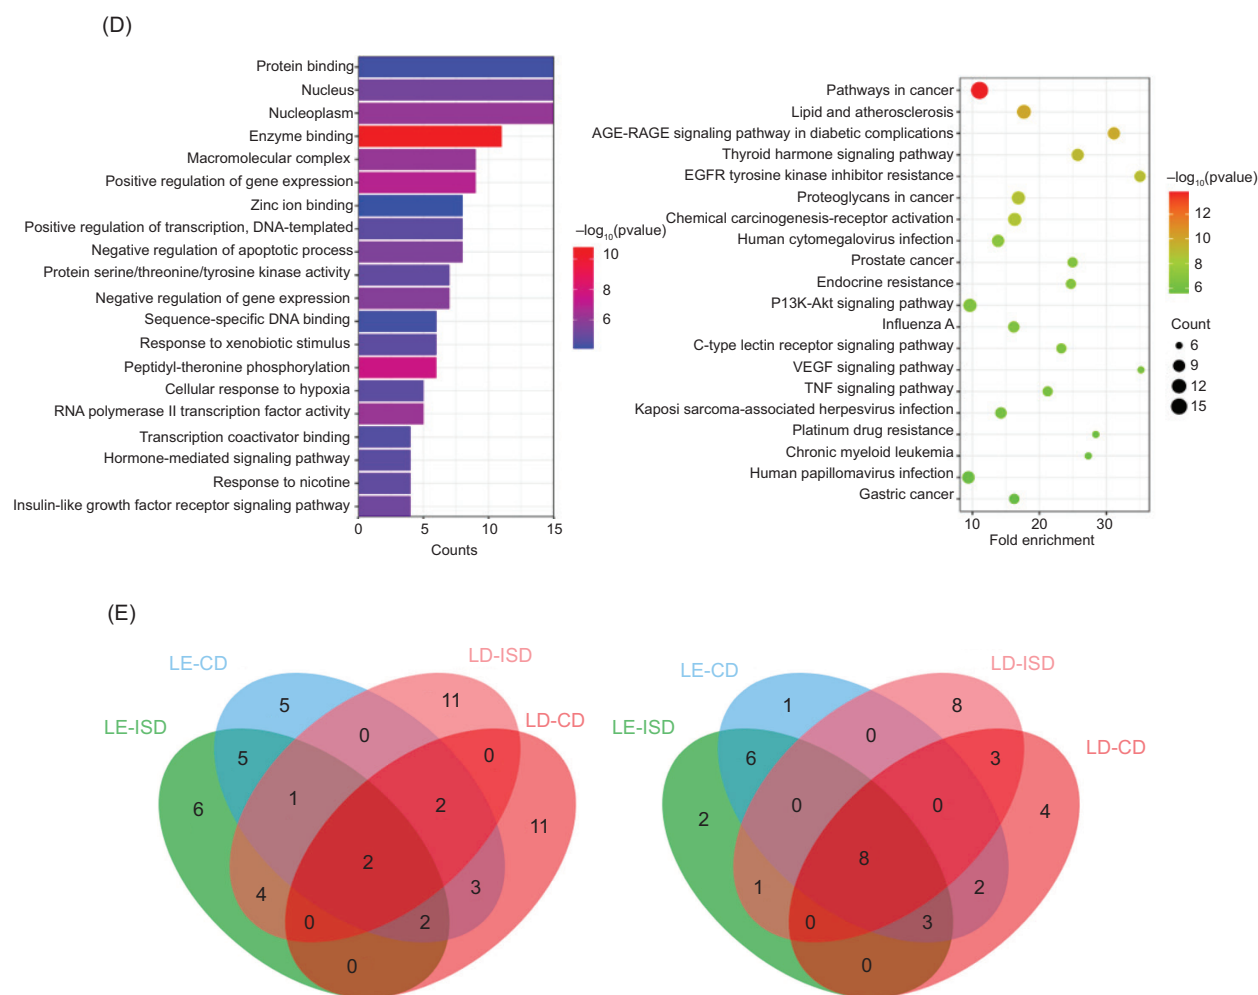 (D)
Protein binding
Nucleus
Nucleoplasm
Enzyme binding
Macromolecular complex
Positive regulation of gene expression
Zinc ion binding
Positive regulation of transcription, DNA-templated
Negative regulation of apoptotic process
Protein serine/threonine/tyrosine kinase activity
Negative regulation of gene expression
Sequence-specific DNA binding
Response to xenobiotic stimulus
Peptidyl-theronine phosphorylation
Cellular response to hypoxia
RNA polymerase II transcription factor activity
Transcription coactivator binding
Hormone-mediated signaling pathway
Response to nicotine
Insulin-like growth factor receptor signaling pathway
0 5 10 15
Counts
–log10(pvalue)
10
8
6
Pathways in cancer
Lipid and atherosclerosis
AGE-RAGE signaling pathway in diabetic complications
Thyroid harmone signaling pathway
EGFR tyrosine kinase inhibitor resistance
Proteoglycans in cancer
Chemical carcinogenesis-receptor activation
Human cytomegalovirus infection
Prostate cancer
Endocrine resistance
P13K-Akt signaling pathway
Influenza A
C-type lectin receptor signaling pathway
VEGF signaling pathway
TNF signaling pathway
Kaposi sarcoma-associated herpesvirus infection
Platinum drug resistance
Chronic myeloid leukemia
Human papillomavirus infection
Gastric cancer
10 20 30
Fold enrichment
–log10(pvalue)
12
10
8
6
Count
6
9
12
15
(E)
LE-CD
LD-ISD
LE-ISD
LD-CD
5
11
0
0
5
1
2
6
11
2
4
3
0
2
0
LE-CD
LD-ISD
LE-ISD
LD-CD
1
8
0
6
3
0
0
2
4
8
1
2
0
3
0